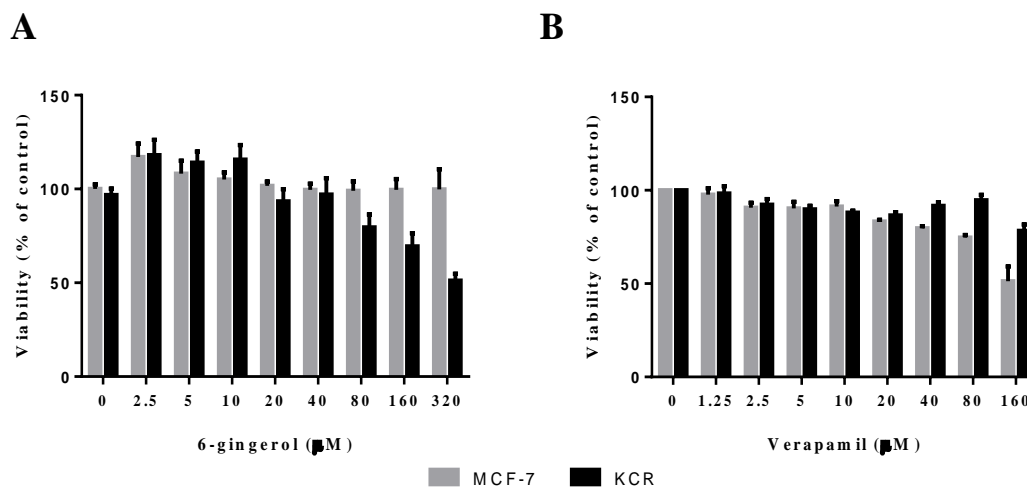 A
B
Viability (% of control)
150
100
50
0
0 2.5 5 10 20 40 80 160 320
6-gingerol (μM)
Viability (% of control)
150
100
50
0
0 1.25 2.5 5 10 20 40 80 160
Verapamil (μM)
MCF-7 KCR